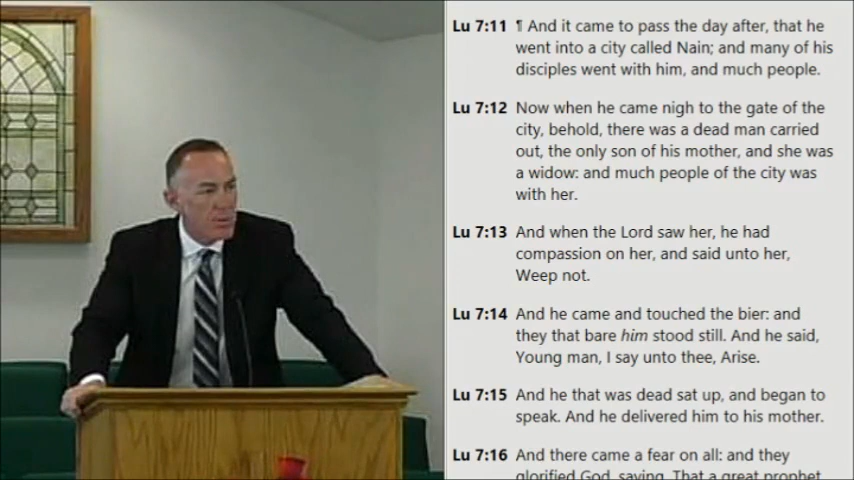 Lu 7:11 ¶ And it came to pass the day after, that he
went into a city called Nain; and many of his
disciples went with him, and much people.
Lu 7:12 Now when he came nigh to the gate of the
city, behold, there was a dead man carried
out, the only son of his mother, and she was
a widow: and much people of the city was
with her.
Lu 7:13 And when the Lord saw her, he had
compassion on her, and said unto her,
Weep not.
Lu 7:14 And he came and touched the bier: and
they that bare him stood still. And he said,
Young man, I say unto thee, Arise.
Lu 7:15 And he that was dead sat up, and began to
speak. And he delivered him to his mother.
Lu 7:16 And there came a fear on all: and they
glorified God, saying, That a great prophet